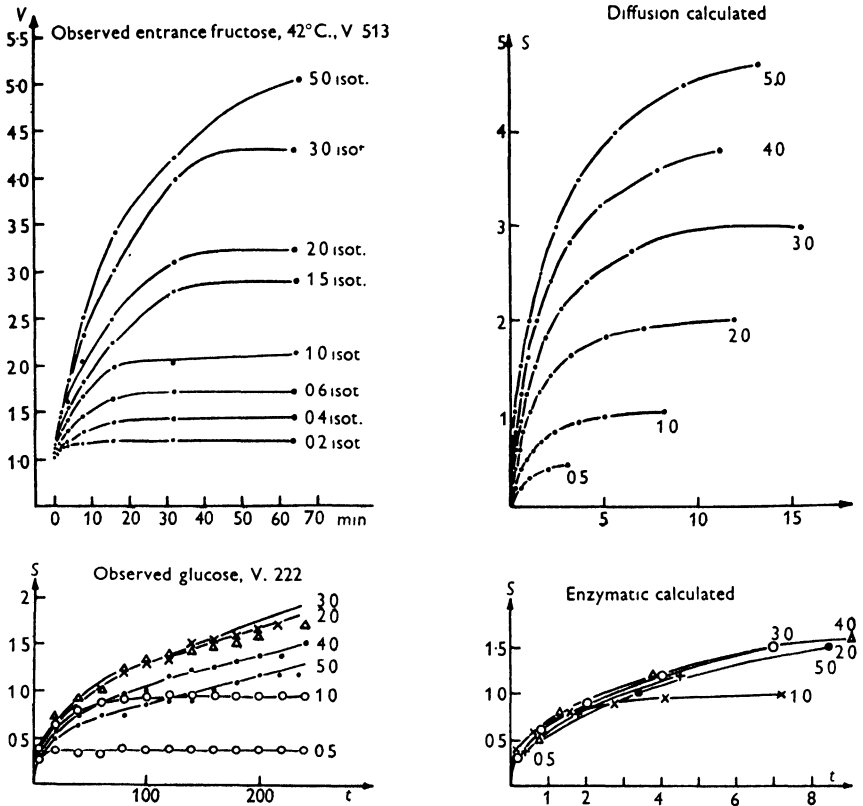 V
Observed entrance fructose, 42°C., V 513
5·5
5·0
4·5
4·0
3 5
3 0
2·5
2·0
1·5
1·0
5 0 isot.
3 0 isot
2 0 isot.
1 5 isot.
1 0 isot
0 6 isot
0 4 isot.
0 2 isot
0 10 20 30 40 50 60 70 min
Diffusion calculated
5 S
4
3
2
1
5.0
4 0
3 0
2 0
1 0
0 5
5 10 15
S
Observed glucose, V. 222
2
1·5
1 0
0 5
3 0
2 0
4 0
5 0
1 0
0 5
100 200 t
S
Enzymatic calculated
1·5
1 0
0 5
3 0
4 0
2 0
5 0
1 0
0 5
1 2 4 6 8 t